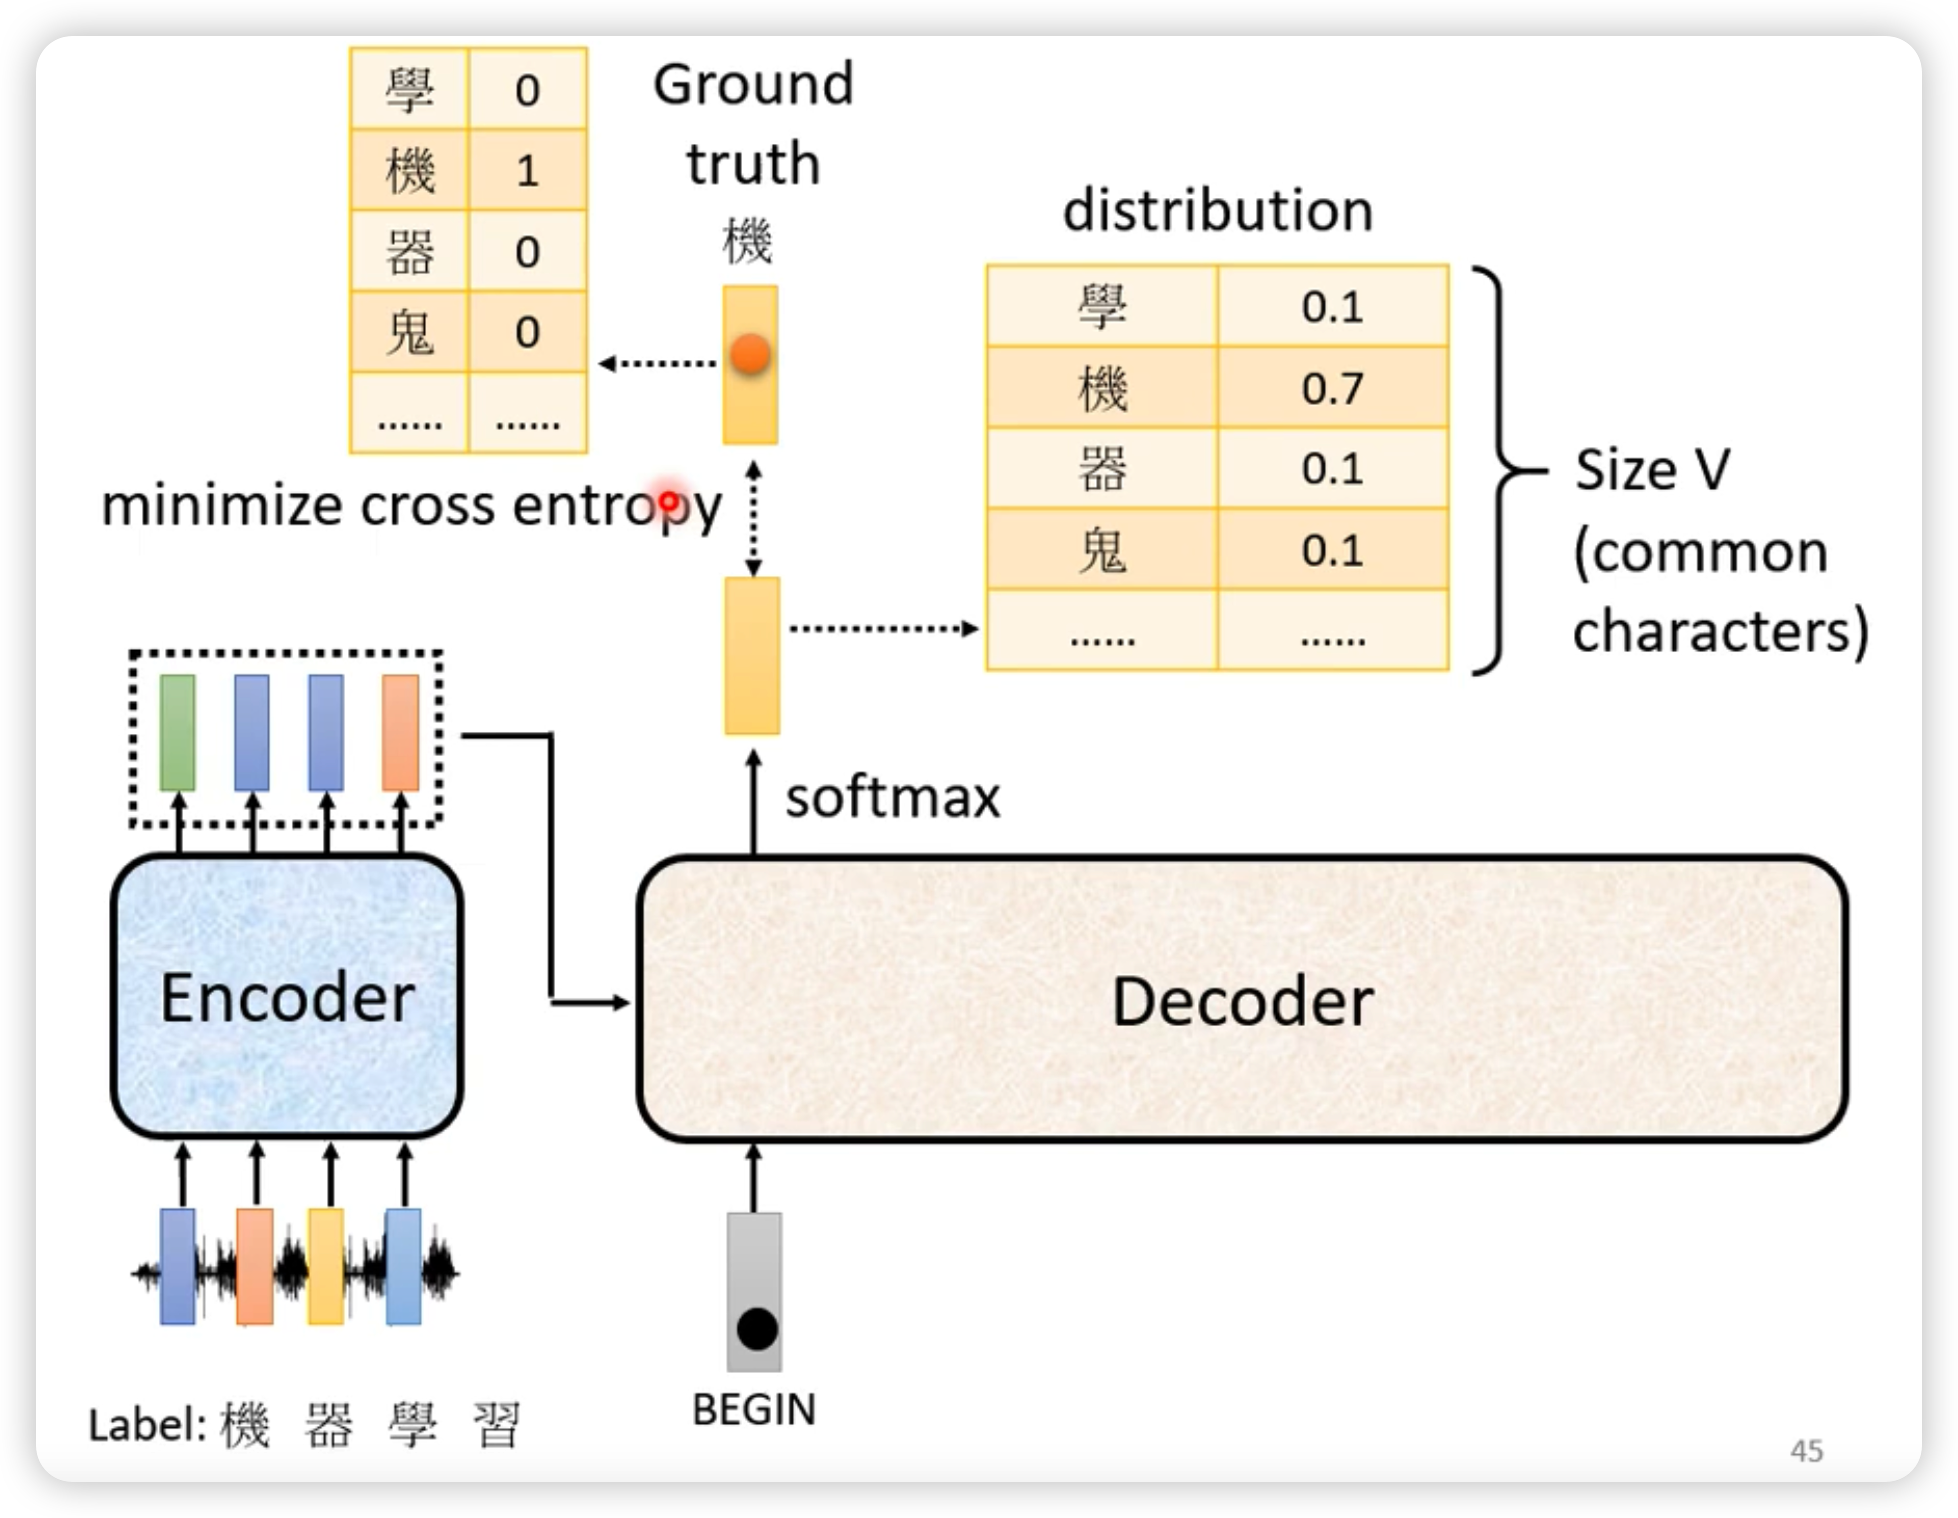 學 0
機 1
器 0
鬼 0
...... ......
Ground
truth
機
minimize cross entropy
distribution
學 0.1
機 0.7
器 0.1
鬼 0.1
...... ......
Size V
(common
characters)
softmax
Encoder
Decoder
BEGIN
Label: 機 器 學 習
45